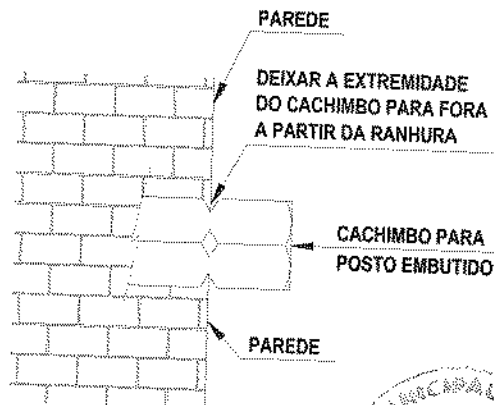 PAREDE
DEIXAR A EXTREMIDADE
DO CACHIMBO PARA FORA
A PARTIR DA RANHURA
CACHIMBO PARA
POSTO EMBUTIDO
PAREDE